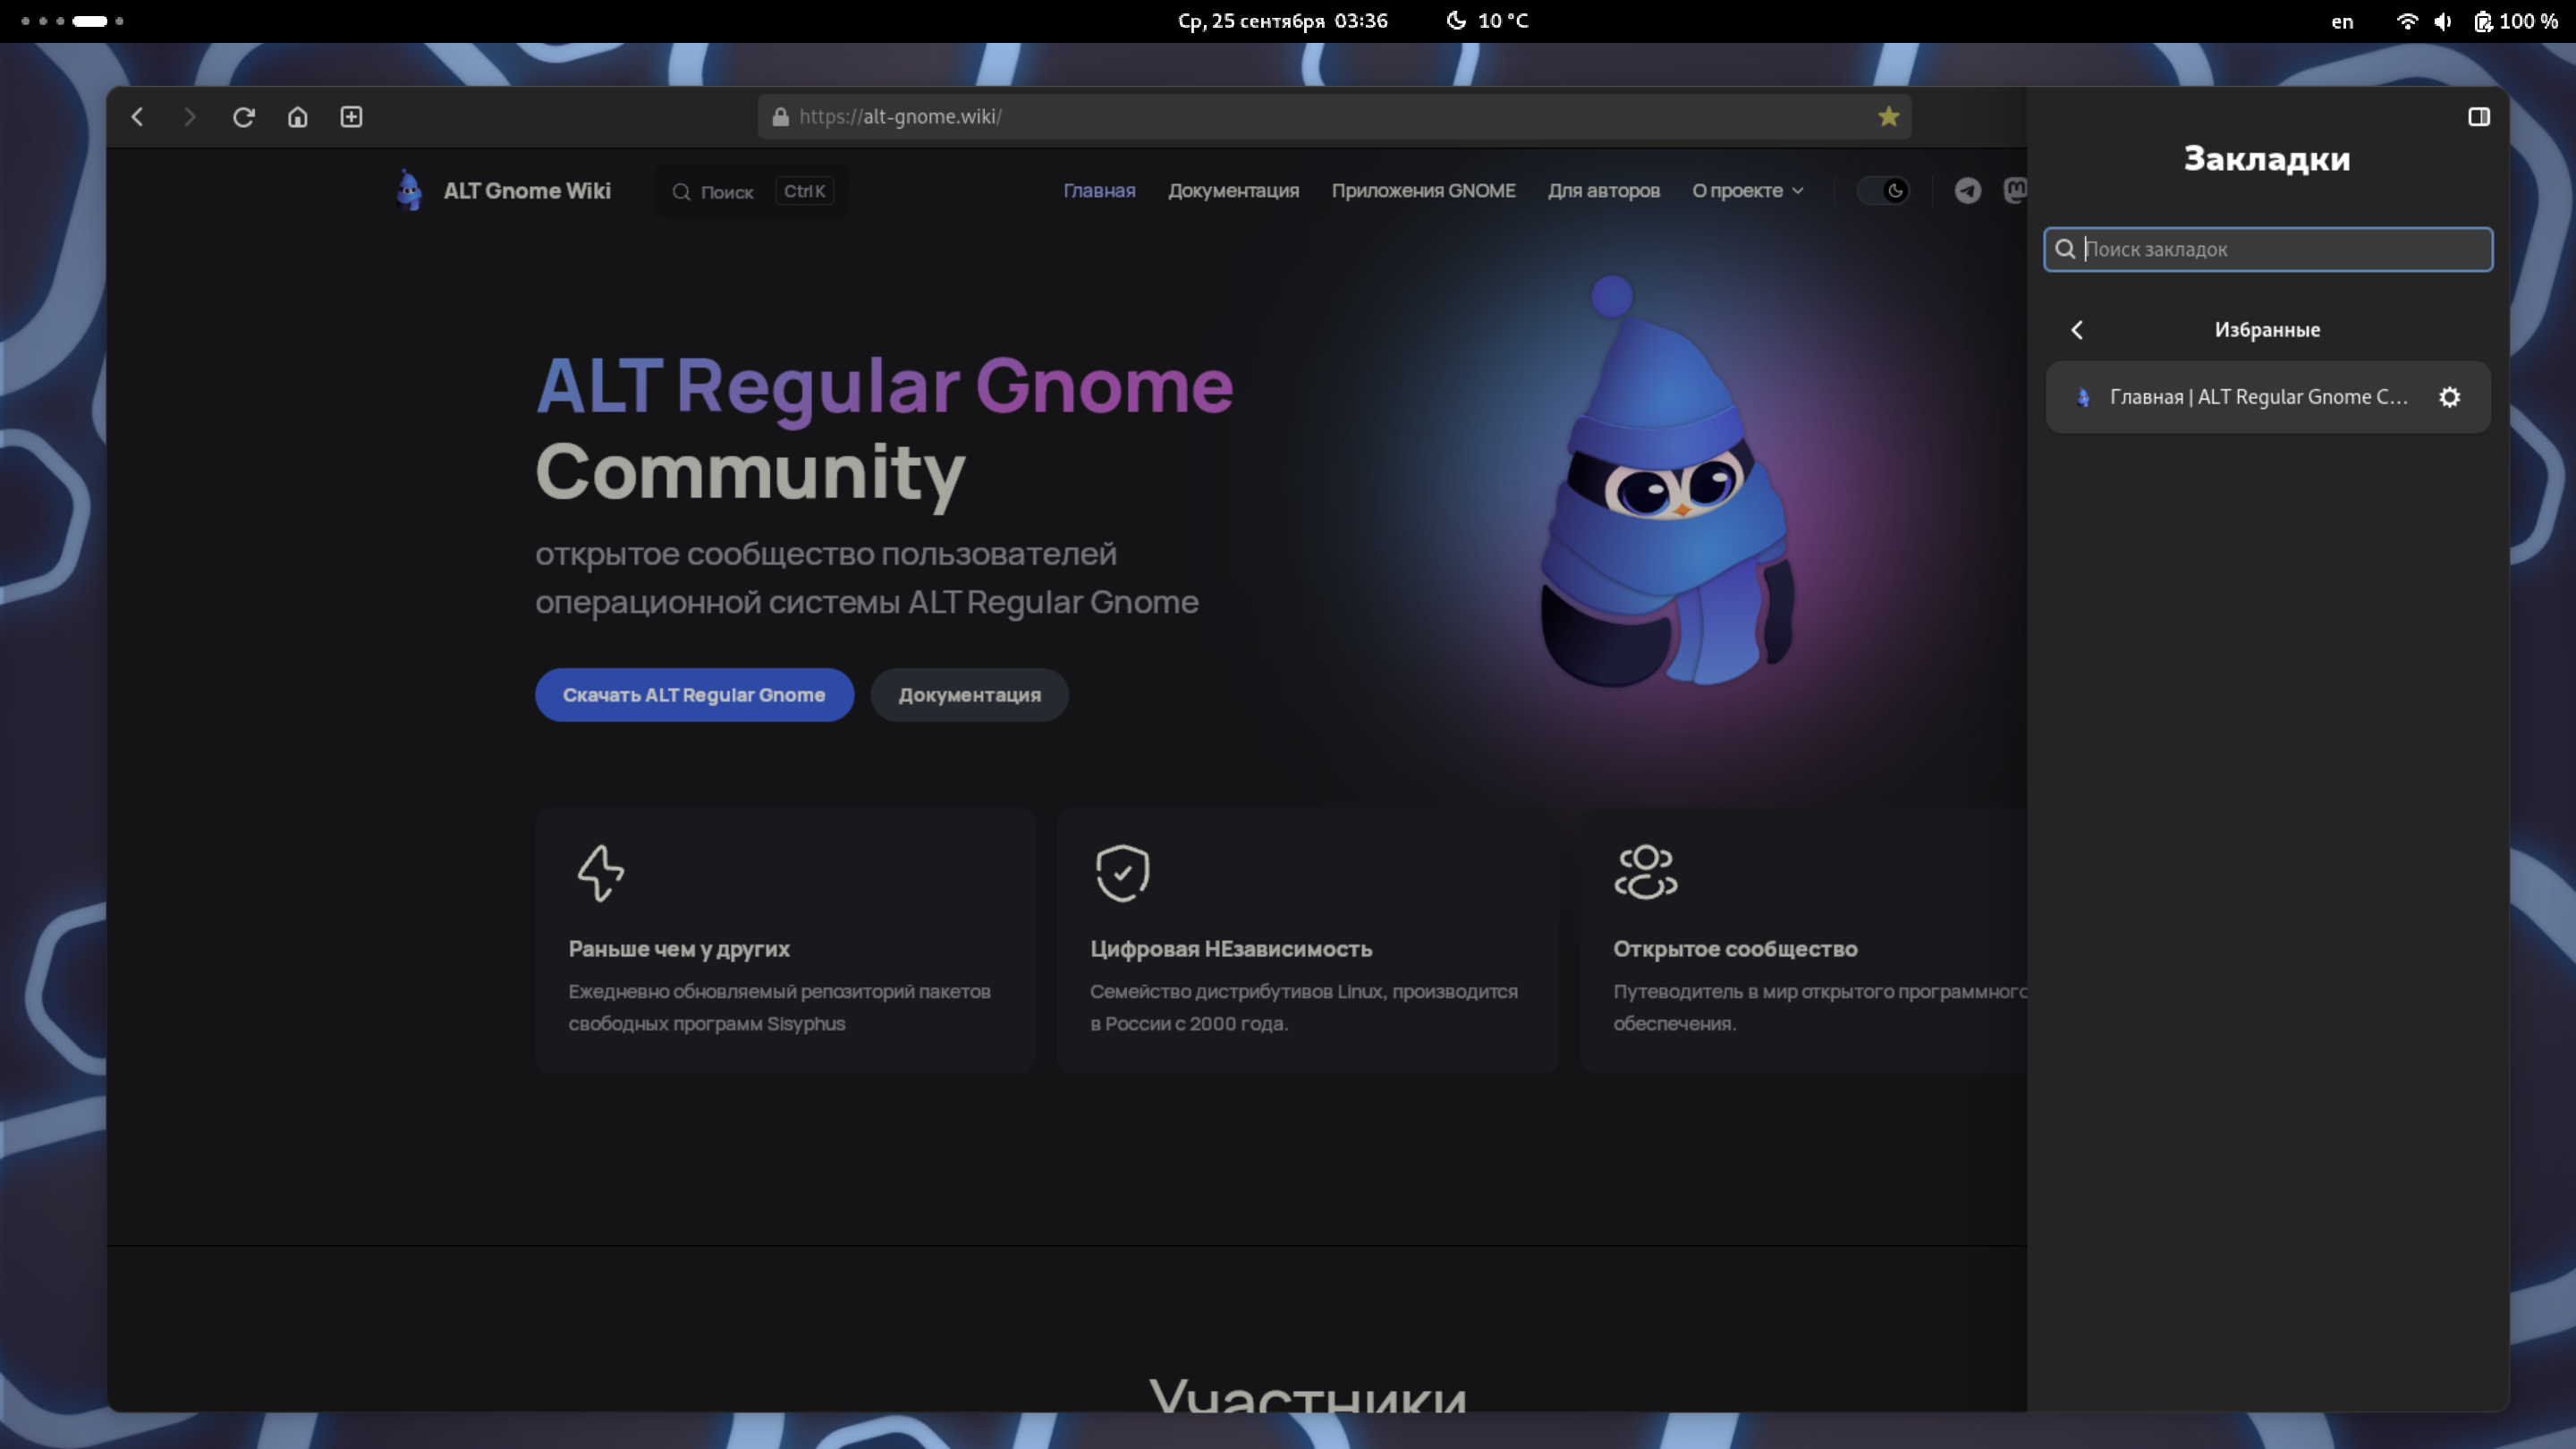 Ср, 25 сентября 03:36
10 °C
en
100 %
https://alt-gnome.wiki/
ALT Gnome Wiki
Поиск
Ctrl K
Главная
Документация
Приложения GNOME
Для авторов
О проекте
ALT Regular Gnome
Community
открытое сообщество пользователей
операционной системы ALT Regular Gnome
Скачать ALT Regular Gnome
Документация
Раньше чем у других
Ежедневно обновляемый репозиторий пакетов
свободных программ Sisyphus
Цифровая НЕзависимость
Семейство дистрибутивов Linux, производится
в России с 2000 года.
Открытое сообщество
Путеводитель в мир открытого программного
обеспечения.
Участники
Закладки
Поиск закладок
Избранные
Главная | ALT Regular Gnome C...